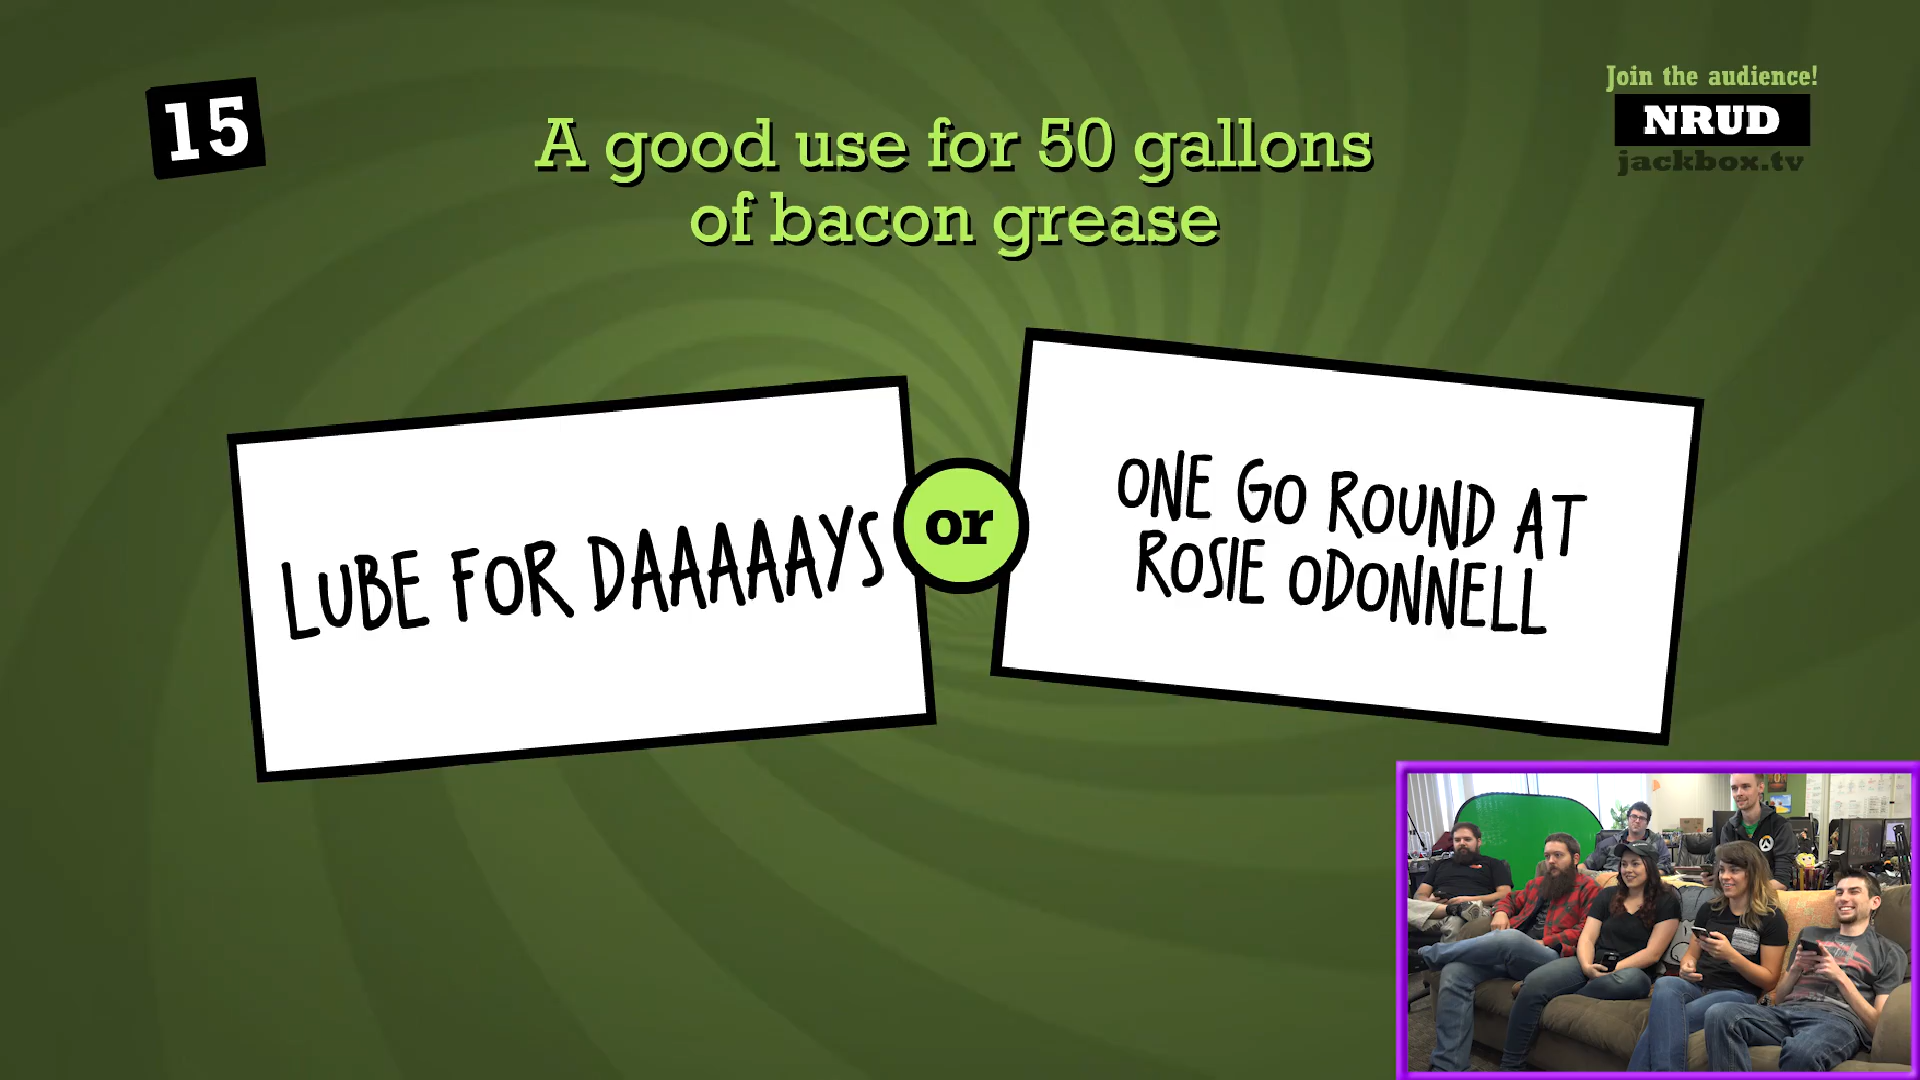 15
Join the audience!
NRUD
jackbox.tv
A good use for 50 gallons
of bacon grease
LUBE FOR DAAAAAYS
or
ONE GO ROUND AT
ROSIE ODONNELL